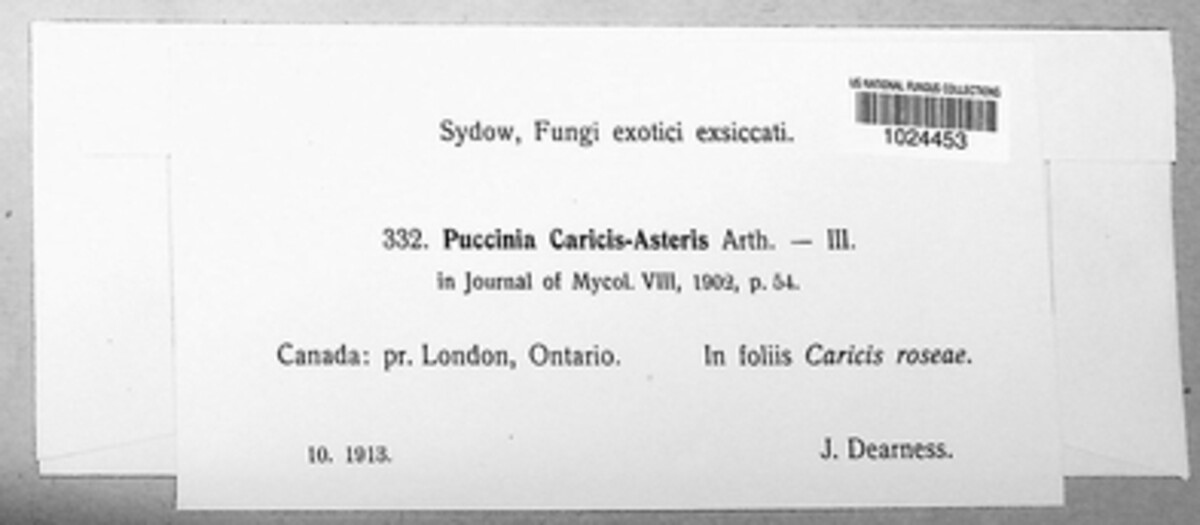 US NATIONAL FUNGUS COLLECTIONS
1024453
Sydow, Fungi exotici exsiccati.
332. Puccinia Caricis-Asteris Arth. — III.
in Journal of Mycol. VIII, 1902, p. 54.
Canada: pr. London, Ontario. In foliis Caricis roseae.
10. 1913. J. Dearness.